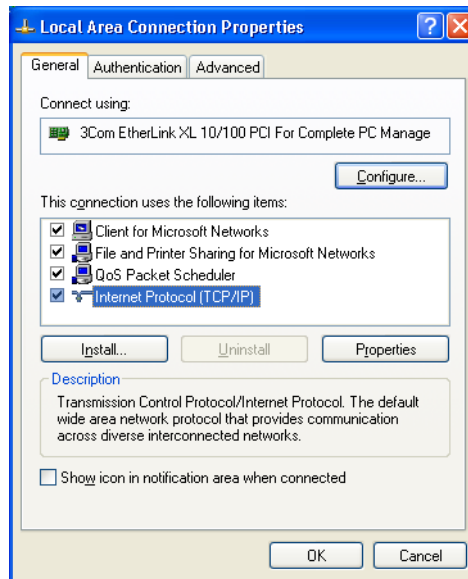 Local Area Connection Properties
General Authentication Advanced
Connect using:
3Com EtherLink XL 10/100 PCI For Complete PC Manage
Configure...
This connection uses the following items:
Client for Microsoft Networks
File and Printer Sharing for Microsoft Networks
QoS Packet Scheduler
Internet Protocol (TCP/IP)
Install... Uninstall Properties
Description
Transmission Control Protocol/Internet Protocol. The default
wide area network protocol that provides communication
across diverse interconnected networks.
Show icon in notification area when connected
OK Cancel